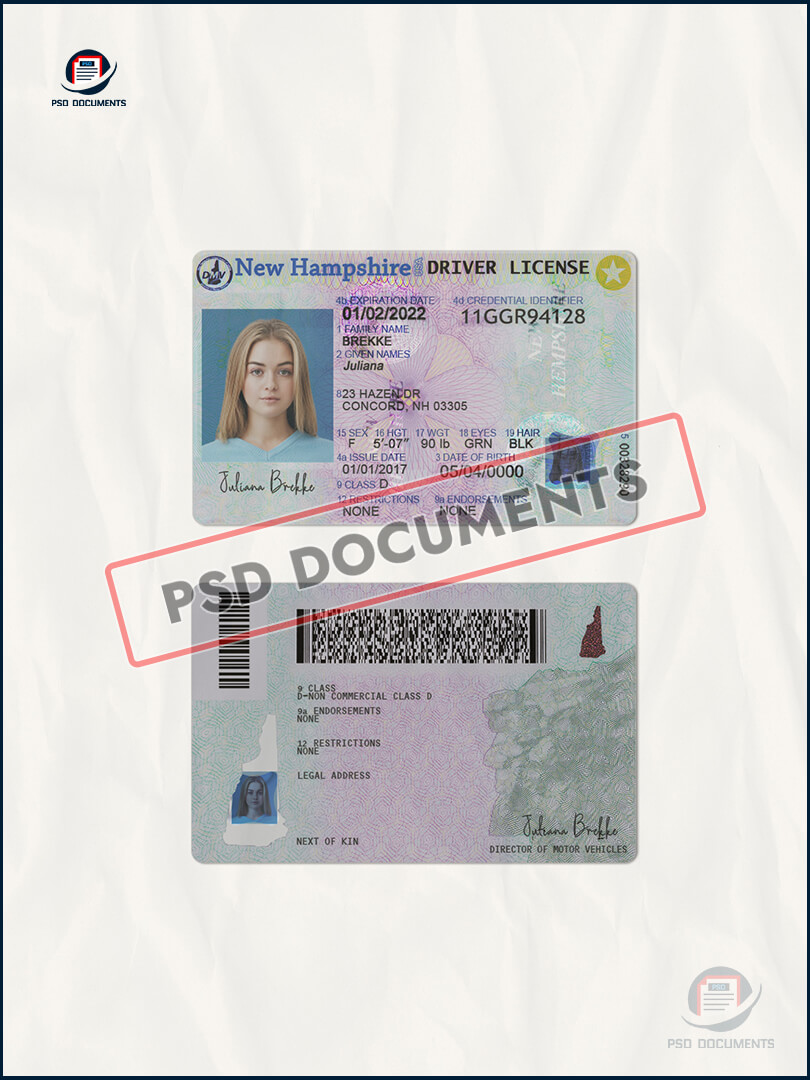 PSD
PSD DOCUMENTS
DMV
New Hampshire USA DRIVER LICENSE
4b EXPIRATION DATE 4d CREDENTIAL IDENTIFIER
01/02/2022 11GGR94128
1 FAMILY NAME
BREKKE
2 GIVEN NAMES
Juliana
NEW HEMPSHIRE
823 HAZEN DR
CONCORD, NH 03305
15 SEX 16 HGT 17 WGT 18 EYES 19 HAIR
F 5'-07" 90 lb GRN BLK
4a ISSUE DATE 3 DATE OF BIRTH
01/01/2017 05/04/0000
9 CLASS D
12 RESTRICTIONS 9a ENDORSEMENTS
NONE NONE
Juliana Brekke
PSD DOCUMENTS
9 CLASS
D-NON COMMERCIAL CLASS D
9a ENDORSEMENTS
NONE
12 RESTRICTIONS
NONE
LEGAL ADDRESS
NEXT OF KIN
Juliana Brekke
DIRECTOR OF MOTOR VEHICLES
PSD
PSD DOCUMENTS